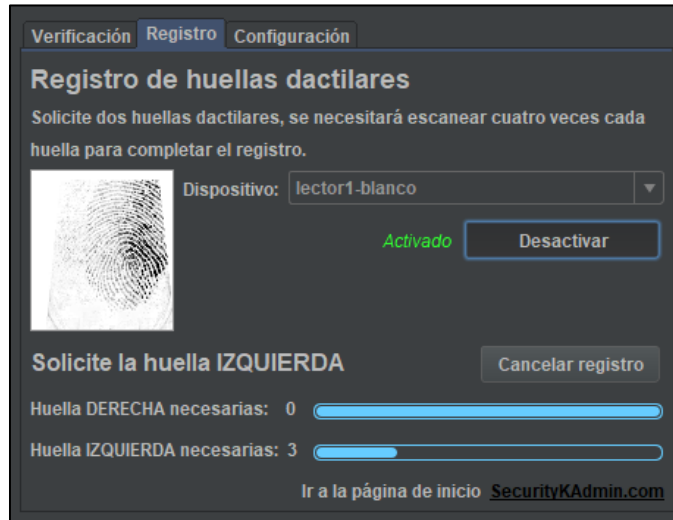 Verificación Registro Configuración
Registro de huellas dactilares
Solicite dos huellas dactilares, se necesitará escanear cuatro veces cada
huella para completar el registro.
Dispositivo: lector1-blanco
Activado Desactivar
Solicite la huella IZQUIERDA Cancelar registro
Huella DERECHA necesarias: 0
Huella IZQUIERDA necesarias: 3
Ir a la página de inicio SecurityKAdmin.com